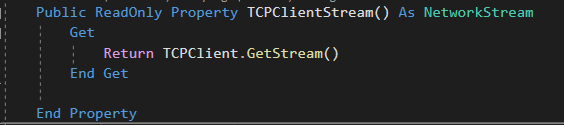 Public ReadOnly Property TCPClientStream() As NetworkStream
Get
Return TCPClient.GetStream()
End Get
End Property